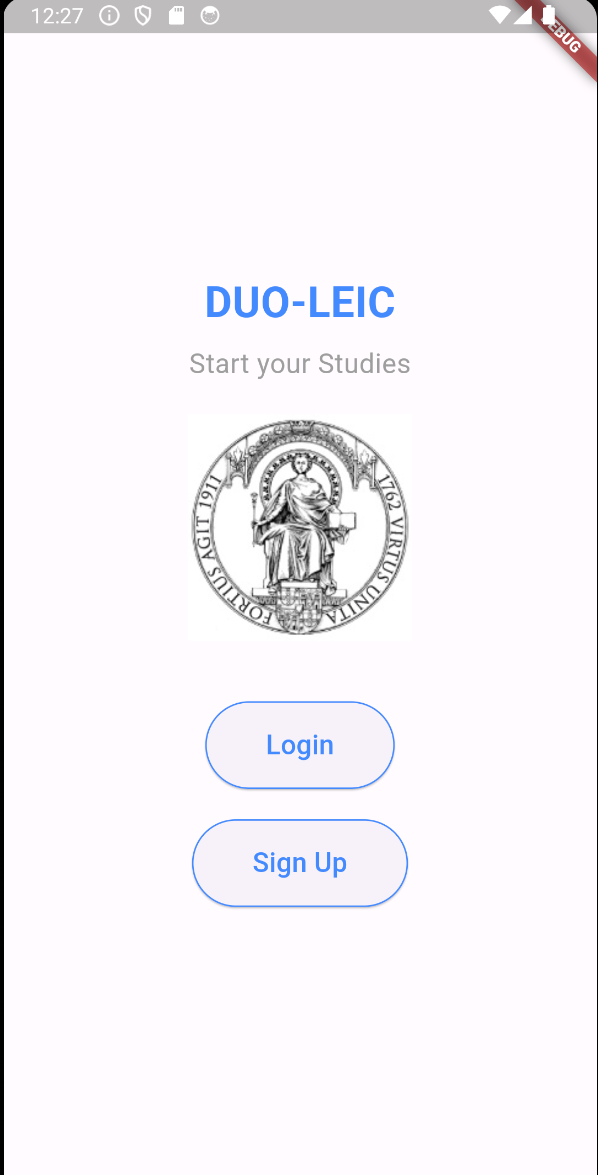 12:27
DEBUG
DUO-LEIC
Start your Studies
FORTIUS AGIT 1911
1762 VIRTUS UNITA
Login
Sign Up